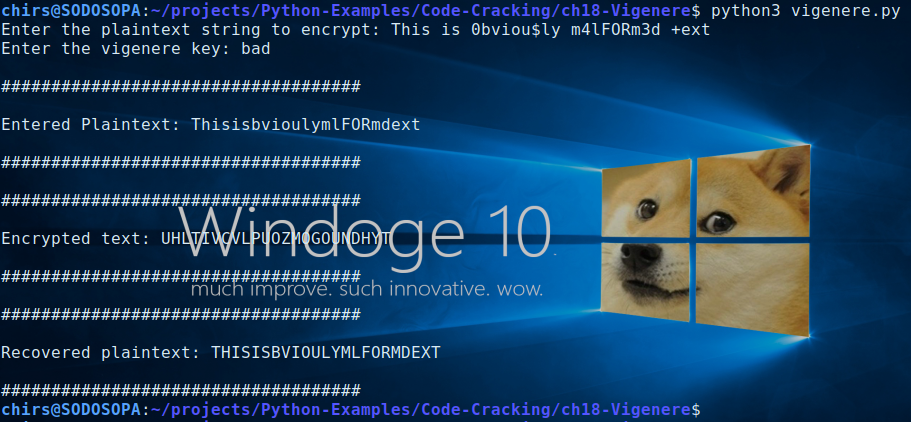 chirs@SODOSOPA:~/projects/Python-Examples/Code-Cracking/ch18-Vigenere$ python3 vigenere.py
Enter the plaintext string to encrypt: This is 0bviou$ly m4lFORm3d +ext
Enter the vigenere key: bad
####################################
Entered Plaintext: ThisisbvioulymlFORmdext
####################################
####################################
Windoge 10.
Encrypted text: UHLTIVCVLPUOZMOGOUNDHYT
####################################
much improve. such innovative. wow.
####################################
Recovered plaintext: THISISBVIOULYMLFORMDEXT
####################################
chirs@SODOSOPA:~/projects/Python-Examples/Code-Cracking/ch18-Vigenere$